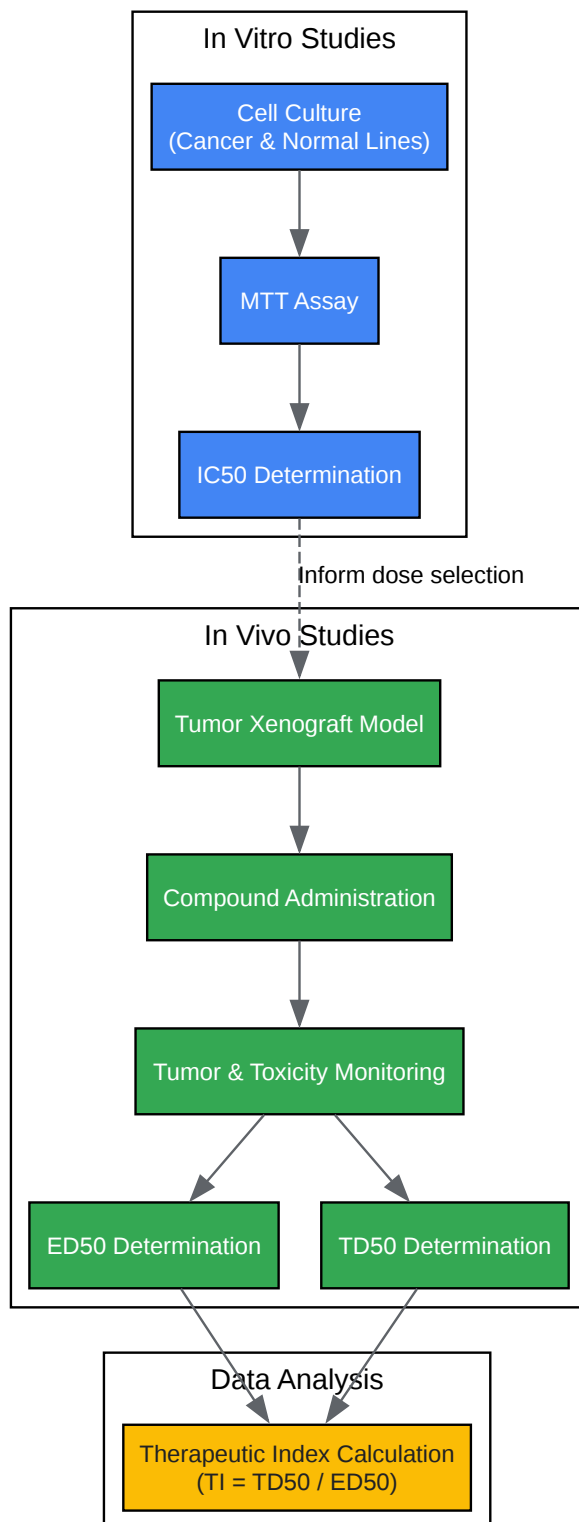 In Vitro Studies
Cell Culture
(Cancer & Normal Lines)
MTT Assay
IC50 Determination
Inform dose selection
In Vivo Studies
Tumor Xenograft Model
Compound Administration
Tumor & Toxicity Monitoring
ED50 Determination
TD50 Determination
Data Analysis
Therapeutic Index Calculation
(TI = TD50 / ED50)